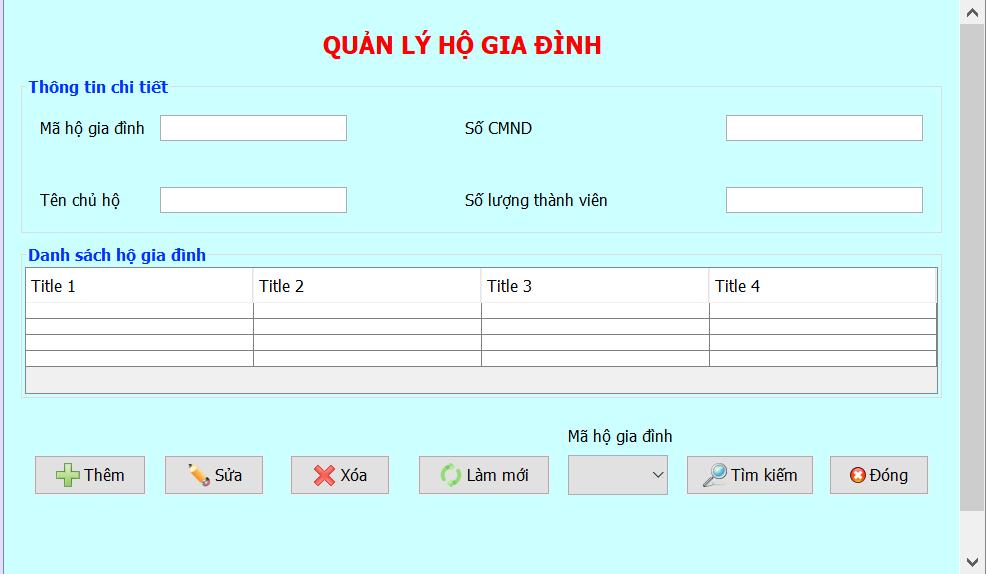 QUẢN LÝ HỘ GIA ĐÌNH
Thông tin chi tiết
Mã hộ gia đình
Số CMND
Tên chủ hộ
Số lượng thành viên
Danh sách hộ gia đình
Title 1 Title 2 Title 3 Title 4
Mã hộ gia đình
Thêm Sửa Xóa Làm mới Tìm kiếm Đóng